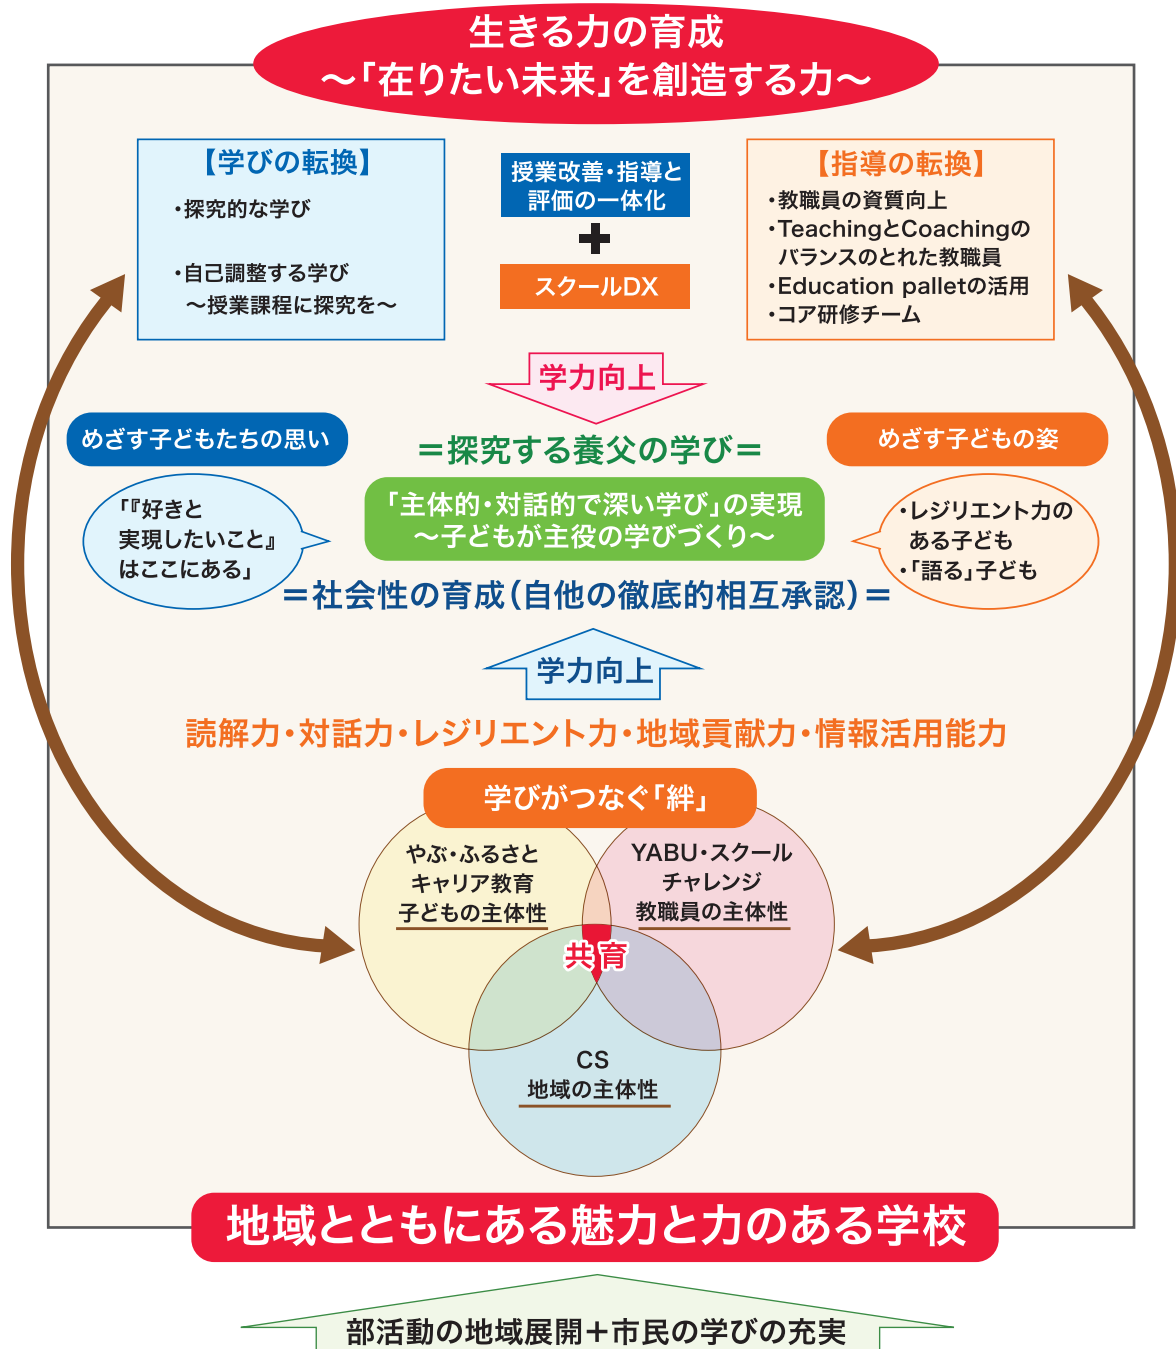 生きる力の育成
～「在りたい未来」を創造する力～
【学びの転換】
・探究的な学び
・自己調整する学び
～授業課程に探究を～
授業改善・指導と
評価の一体化
＋
スクールDX
【指導の転換】
・教職員の資質向上
・TeachingとCoachingの
バランスのとれた教職員
・Education palletの活用
・コア研修チーム
学力向上
めざす子どもたちの思い
「『好きと
実現したいこと』
はここにある」
＝探究する養父の学び＝
「主体的・対話的で深い学び」の実現
～子どもが主役の学びづくり～
＝社会性の育成（自他の徹底的相互承認）＝
めざす子どもの姿
・レジリエント力の
ある子ども
・「語る」子ども
学力向上
読解力・対話力・レジリエント力・地域貢献力・情報活用能力
学びがつなぐ「絆」
やぶ・ふるさと
キャリア教育
子どもの主体性
YABU・スクール
チャレンジ
教職員の主体性
共育
CS
地域の主体性
地域とともにある魅力と力のある学校
部活動の地域展開＋市民の学びの充実